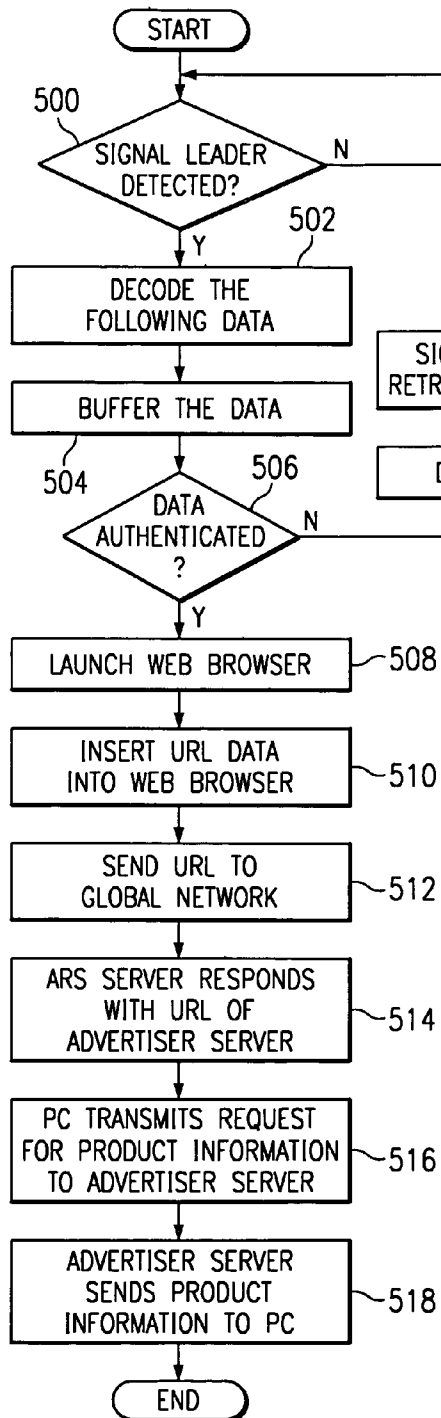 START
500
SIGNAL LEADER
DETECTED?
N
Y
502
DECODE THE
FOLLOWING DATA
BUFFER THE DATA
504
506
DATA
AUTHENTICATED
?
N
Y
LAUNCH WEB BROWSER
508
INSERT URL DATA
INTO WEB BROWSER
510
SEND URL TO
GLOBAL NETWORK
512
ARS SERVER RESPONDS
WITH URL OF
ADVERTISER SERVER
514
PC TRANSMITS REQUEST
FOR PRODUCT INFORMATION
TO ADVERTISER SERVER
516
ADVERTISER SERVER
SENDS PRODUCT
INFORMATION TO PC
518
END